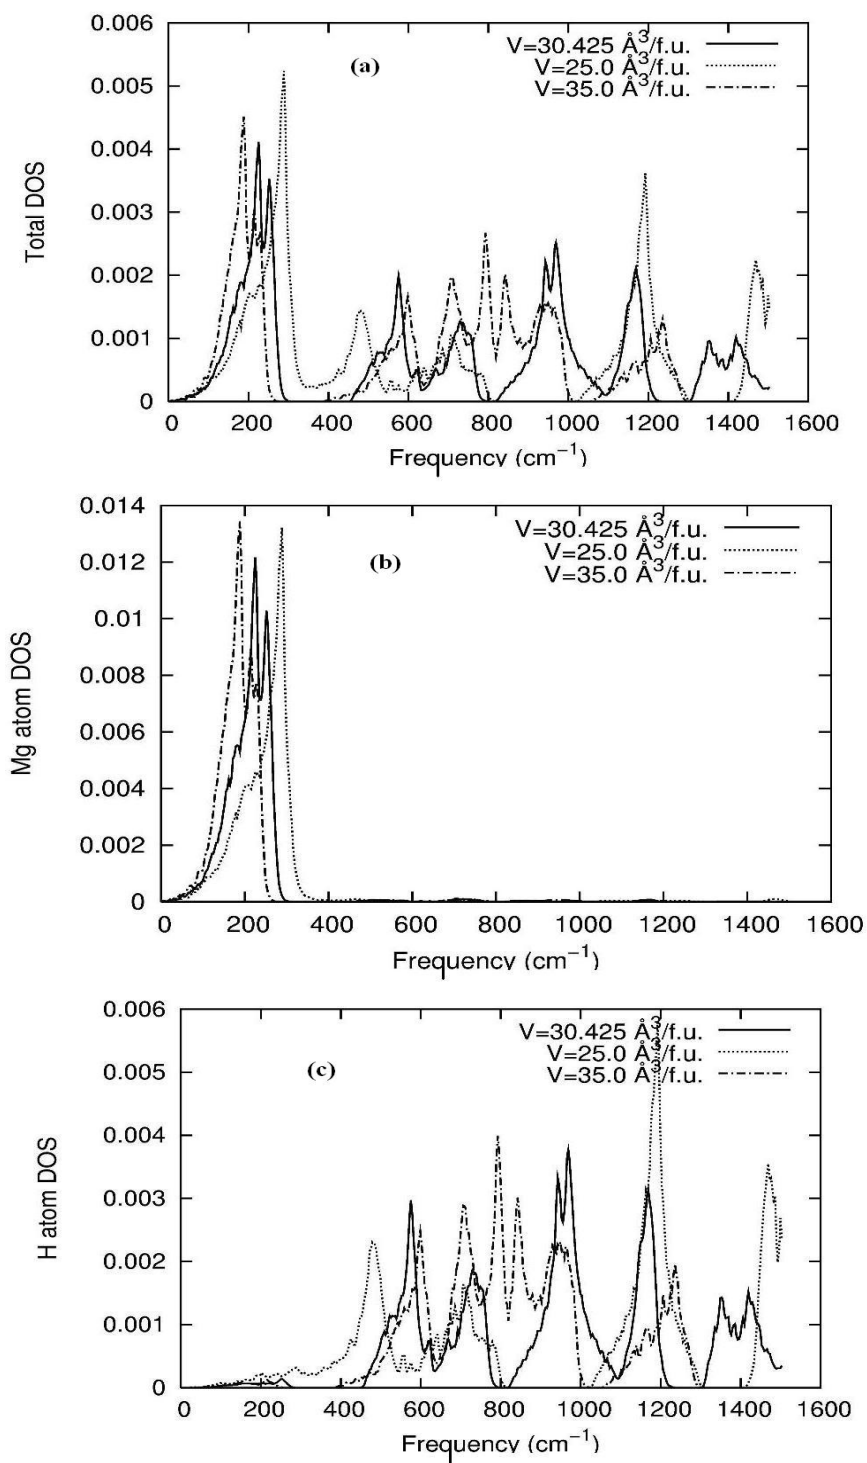 0.006
0.005
0.004
0.003
0.002
0.001
0
Total DOS
(a)
V=30.425 Å³/f.u.
V=25.0 Å³/f.u.
V=35.0 Å³/f.u.
0 200 400 600 800 1000 1200 1400 1600
Frequency (cm⁻¹)
0.014
0.012
0.01
0.008
0.006
0.004
0.002
0
Mg atom DOS
(b)
V=30.425 Å³/f.u.
V=25.0 Å³/f.u.
V=35.0 Å³/f.u.
0 200 400 600 800 1000 1200 1400 1600
Frequency (cm⁻¹)
0.006
0.005
0.004
0.003
0.002
0.001
0
H atom DOS
(c)
V=30.425 Å³/f.u.
V=25.0 Å³/f.u.
V=35.0 Å³/f.u.
0 200 400 600 800 1000 1200 1400 1600
Frequency (cm⁻¹)